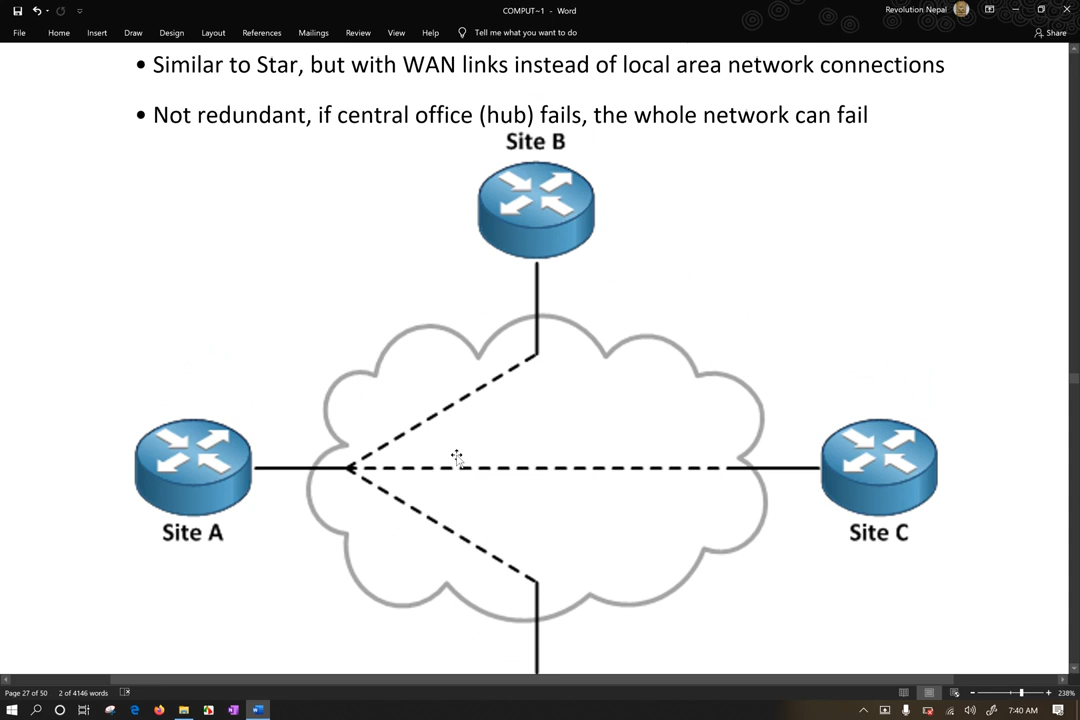 COMPUT~1 - Word
Revolution Nepal
File Home Insert Draw Design Layout References Mailings Review View Help Tell me what you want to do Share
• Similar to Star, but with WAN links instead of local area network connections
• Not redundant, if central office (hub) fails, the whole network can fail
Site B
Site A
Site C
Page 27 of 50 2 of 4146 words 238%
7:40 AM